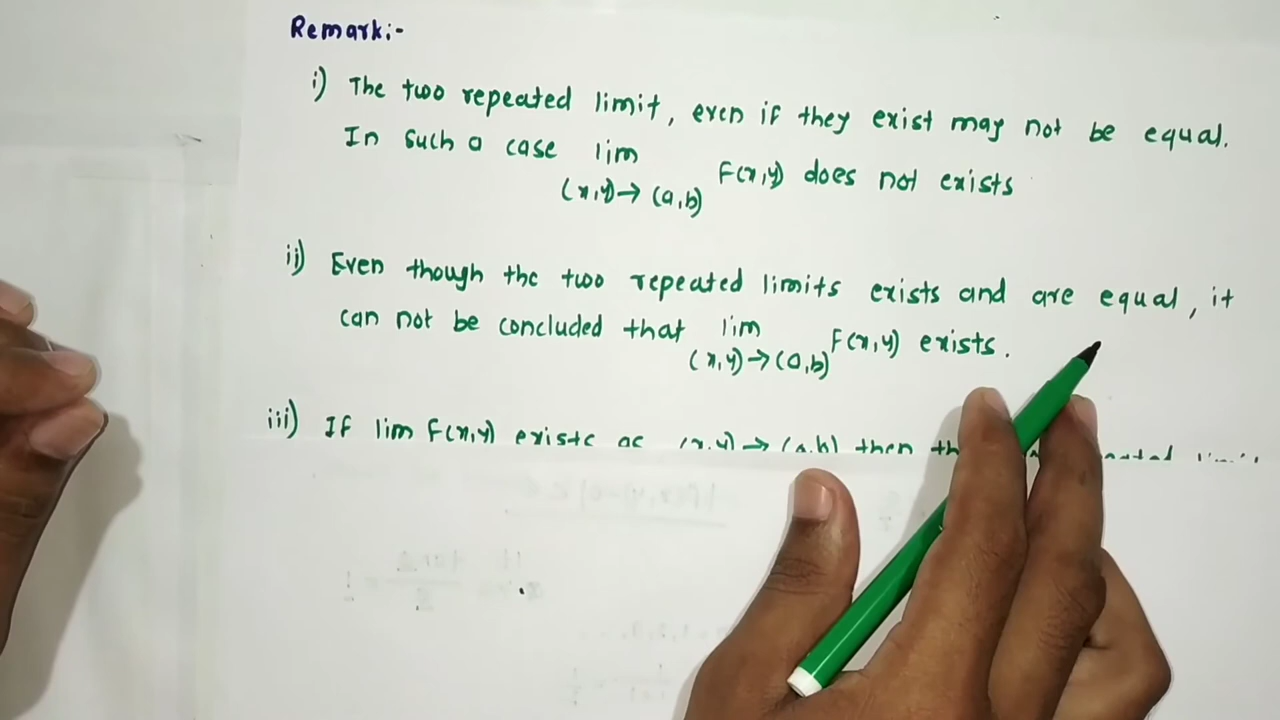 Remark:-
i) The two repeated limit, even if they exist may not be equal.
In such a case lim F(x,y) does not exists
(x,y)→(a,b)
ii) Even though the two repeated limits exists and are equal, it
can not be concluded that lim F(x,y) exists.
(x,y)→(a,b)
iii) If lim F(x,y) exists as (x,y)→(a,b) then